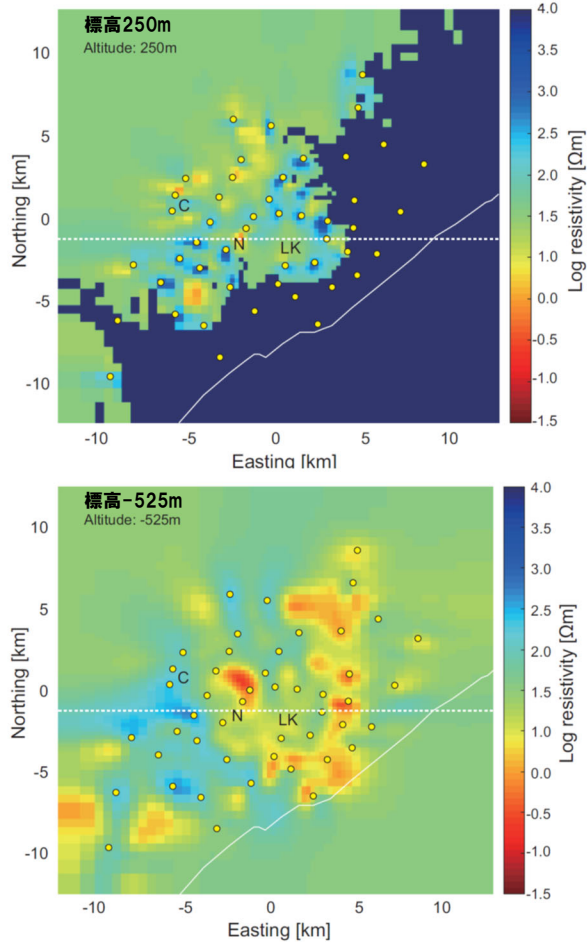 標高250m
Altitude: 250m
10
5
0
-5
-10
Northing [km]
C
N
LK
-10
-5
0
5
10
Easting [km]
4.0
3.5
3.0
2.5
2.0
1.5
1.0
0.5
0.0
-0.5
-1.0
-1.5
Log resistivity [Ωm]
標高-525m
Altitude: -525m
10
5
0
-5
-10
Northing [km]
C
N
LK
-10
-5
0
5
10
Easting [km]
4.0
3.5
3.0
2.5
2.0
1.5
1.0
0.5
0.0
-0.5
-1.0
-1.5
Log resistivity [Ωm]